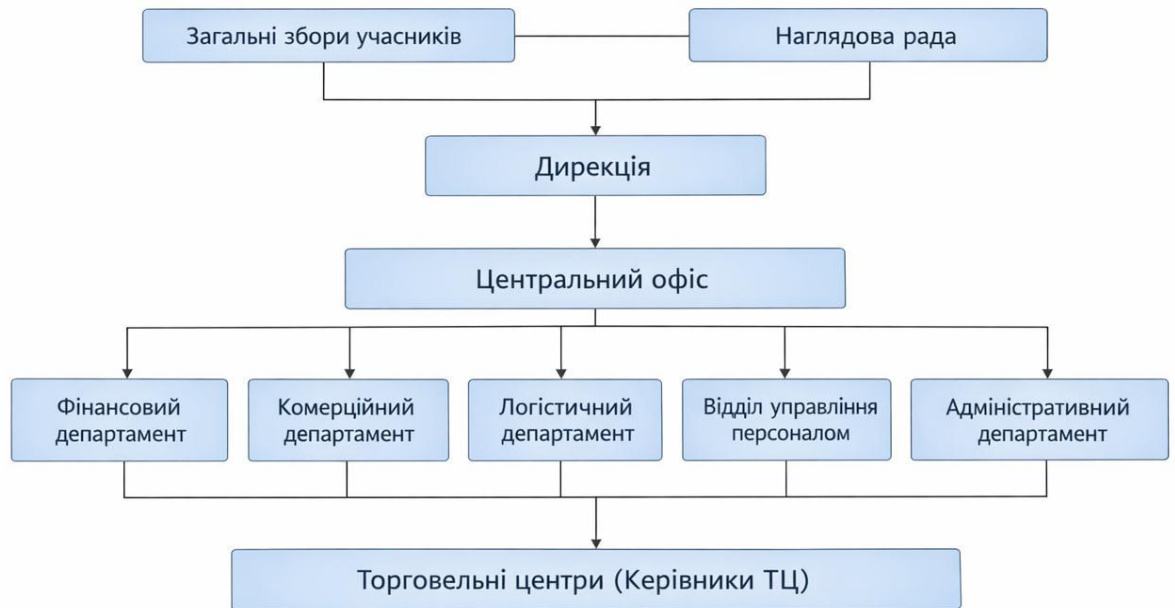 Загальні збори учасників
Наглядова рада
Дирекція
Центральний офіс
Фінансовий
департамент
Комерційний
департамент
Логістичний
департамент
Відділ управління
персоналом
Адміністративний
департамент
Торговельні центри (Керівники ТЦ)